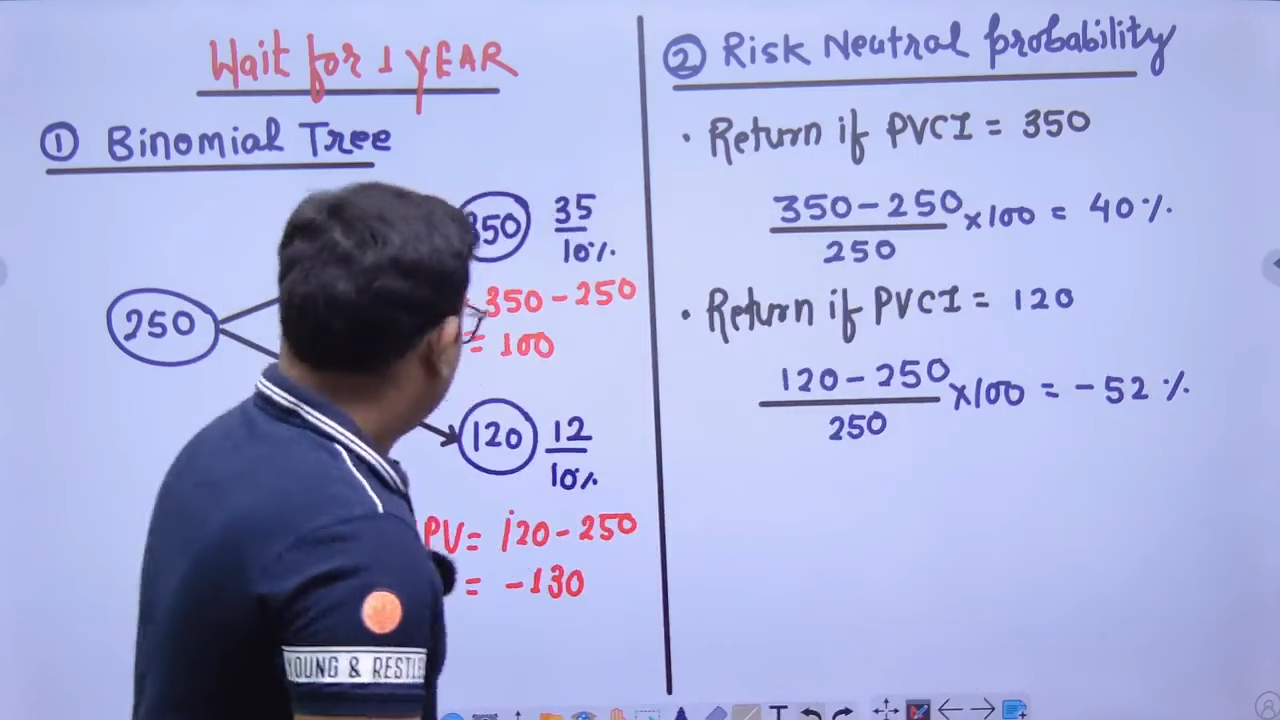 Wait for 1 YEAR
① Binomial Tree
250
350 35/10%
350 - 250
= 100
120 12/10%
PV = 120 - 250
= -130
② Risk Neutral probability
• Return if PVCI = 350
350 - 250 / 250 × 100 = 40%
• Return if PVCI = 120
120 - 250 / 250 × 100 = -52%
YOUNG & RESTLE